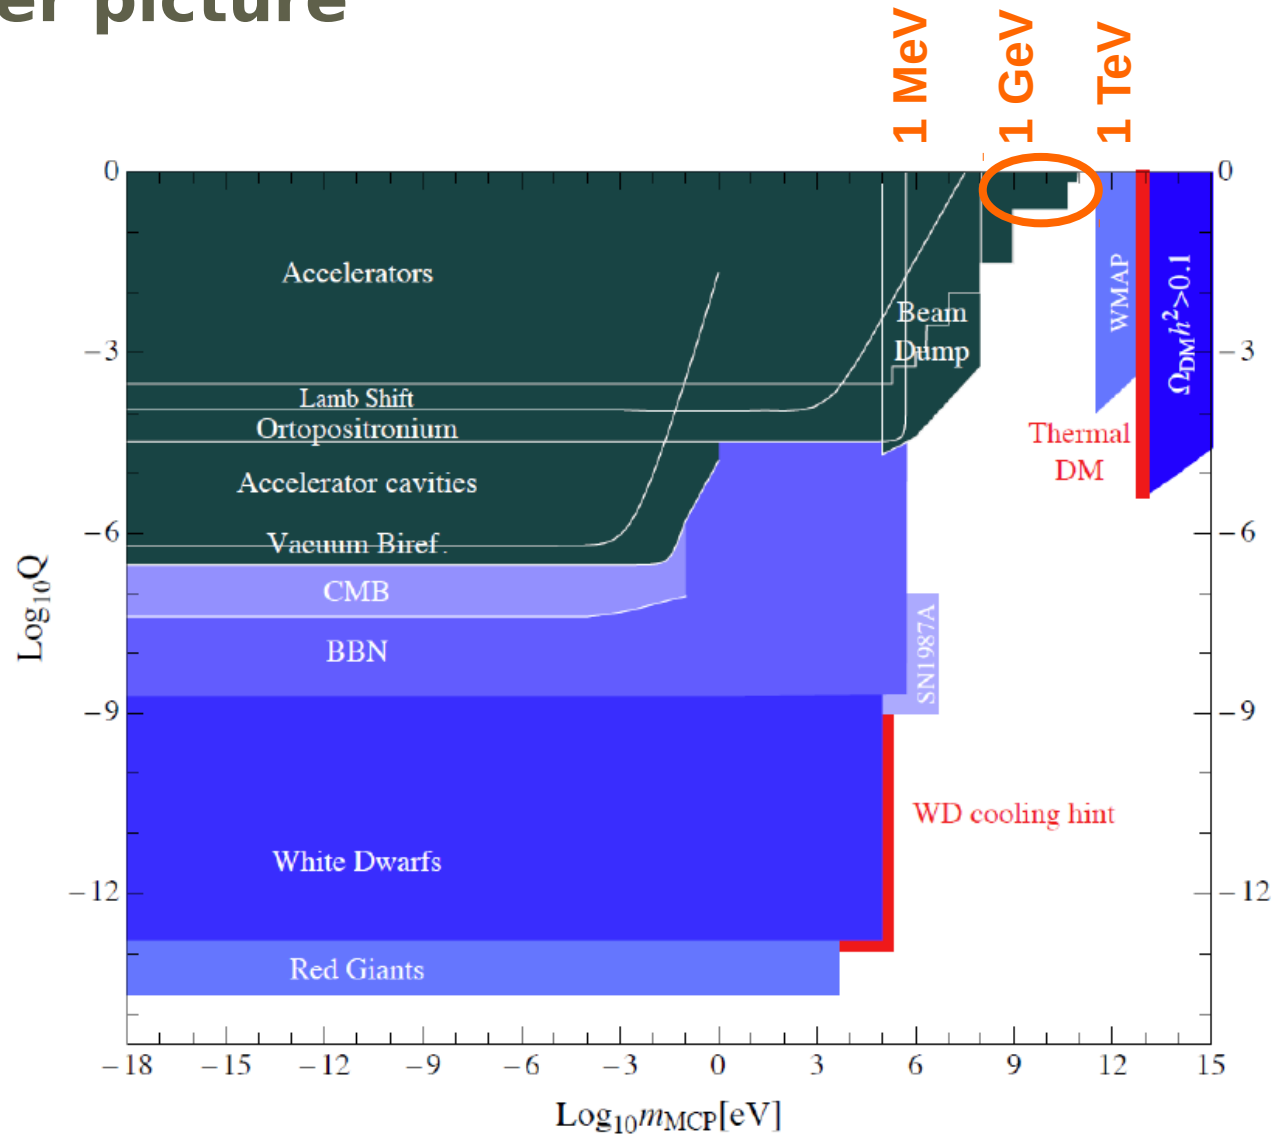 er picture
1 MeV
1 GeV
1 TeV
0
−3
−6
−9
−12
Log₁₀Q
Accelerators
Beam
Dump
Lamb Shift
Ortopositronium
Accelerator cavities
Vacuum Biref.
CMB
BBN
White Dwarfs
Red Giants
SN1987A
WMAP
Ω_DM h²>0.1
Thermal
DM
WD cooling hint
0
−3
−6
−9
−12
−18 −15 −12 −9 −6 −3 0 3 6 9 12 15
Log₁₀m_MCP[eV]